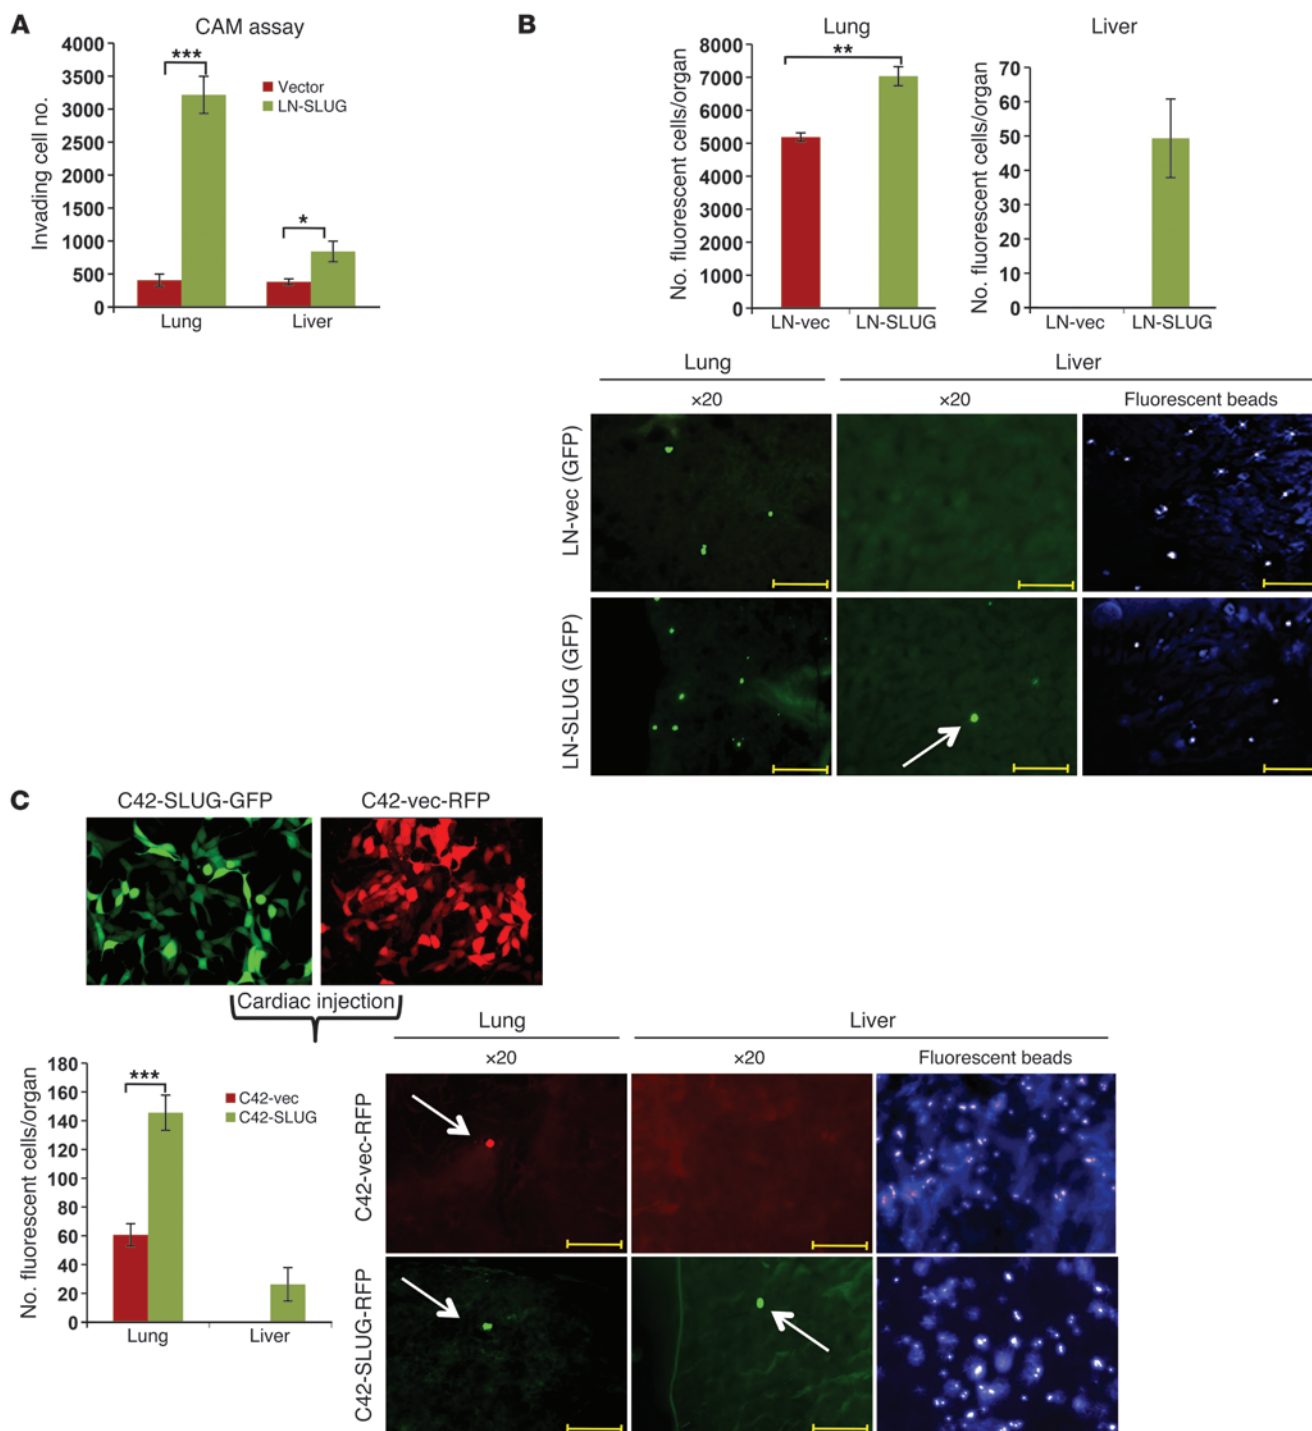 A
CAM assay
Invading cell no.
4000
3500
3000
2500
2000
1500
1000
500
0
***
*
Vector
LN-SLUG
Lung
Liver
B
Lung
No. fluorescent cells/organ
8000
7000
6000
5000
4000
3000
2000
1000
0
**
LN-vec
LN-SLUG
Liver
No. fluorescent cells/organ
70
60
50
40
30
20
10
0
LN-vec
LN-SLUG
Lung
Liver
×20
×20
Fluorescent beads
LN-vec (GFP)
LN-SLUG (GFP)
C
C42-SLUG-GFP
C42-vec-RFP
Cardiac injection
No. fluorescent cells/organ
180
160
140
120
100
80
60
40
20
0
***
C42-vec
C42-SLUG
Lung
Liver
Lung
Liver
×20
×20
Fluorescent beads
C42-vec-RFP
C42-SLUG-RFP